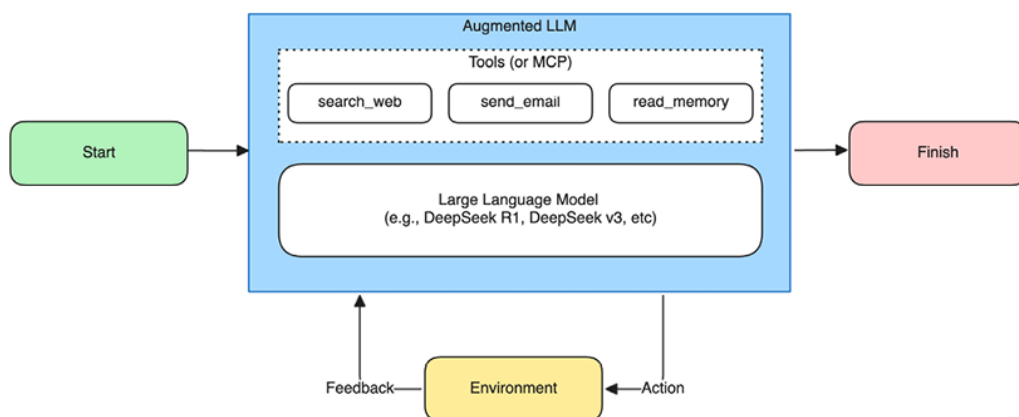 Augmented LLM
Tools (or MCP)
search_web
send_email
read_memory
Start
Finish
Large Language Model
(e.g., DeepSeek R1, DeepSeek v3, etc)
Feedback
Environment
Action